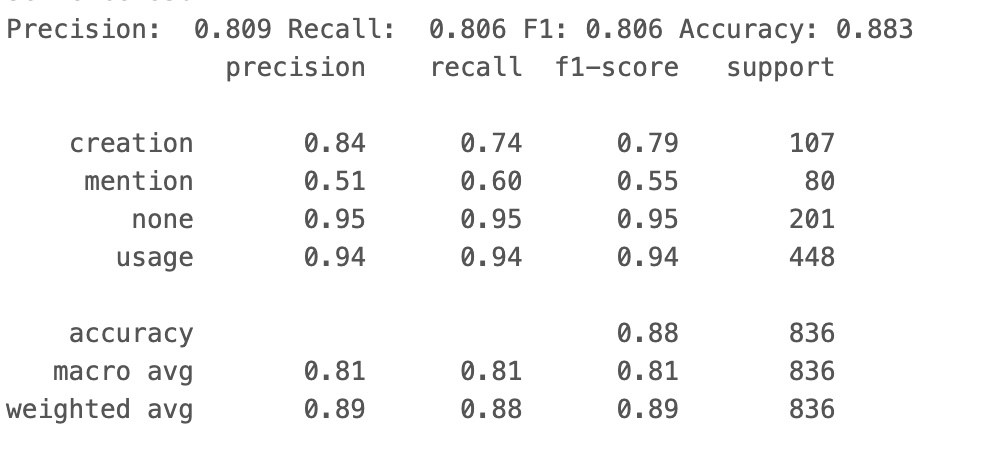 Precision:  0.809 Recall:  0.806 F1: 0.806 Accuracy: 0.883
precision recall f1-score support
creation 0.84 0.74 0.79 107
mention 0.51 0.60 0.55 80
none 0.95 0.95 0.95 201
usage 0.94 0.94 0.94 448
accuracy 0.88 836
macro avg 0.81 0.81 0.81 836
weighted avg 0.89 0.88 0.89 836